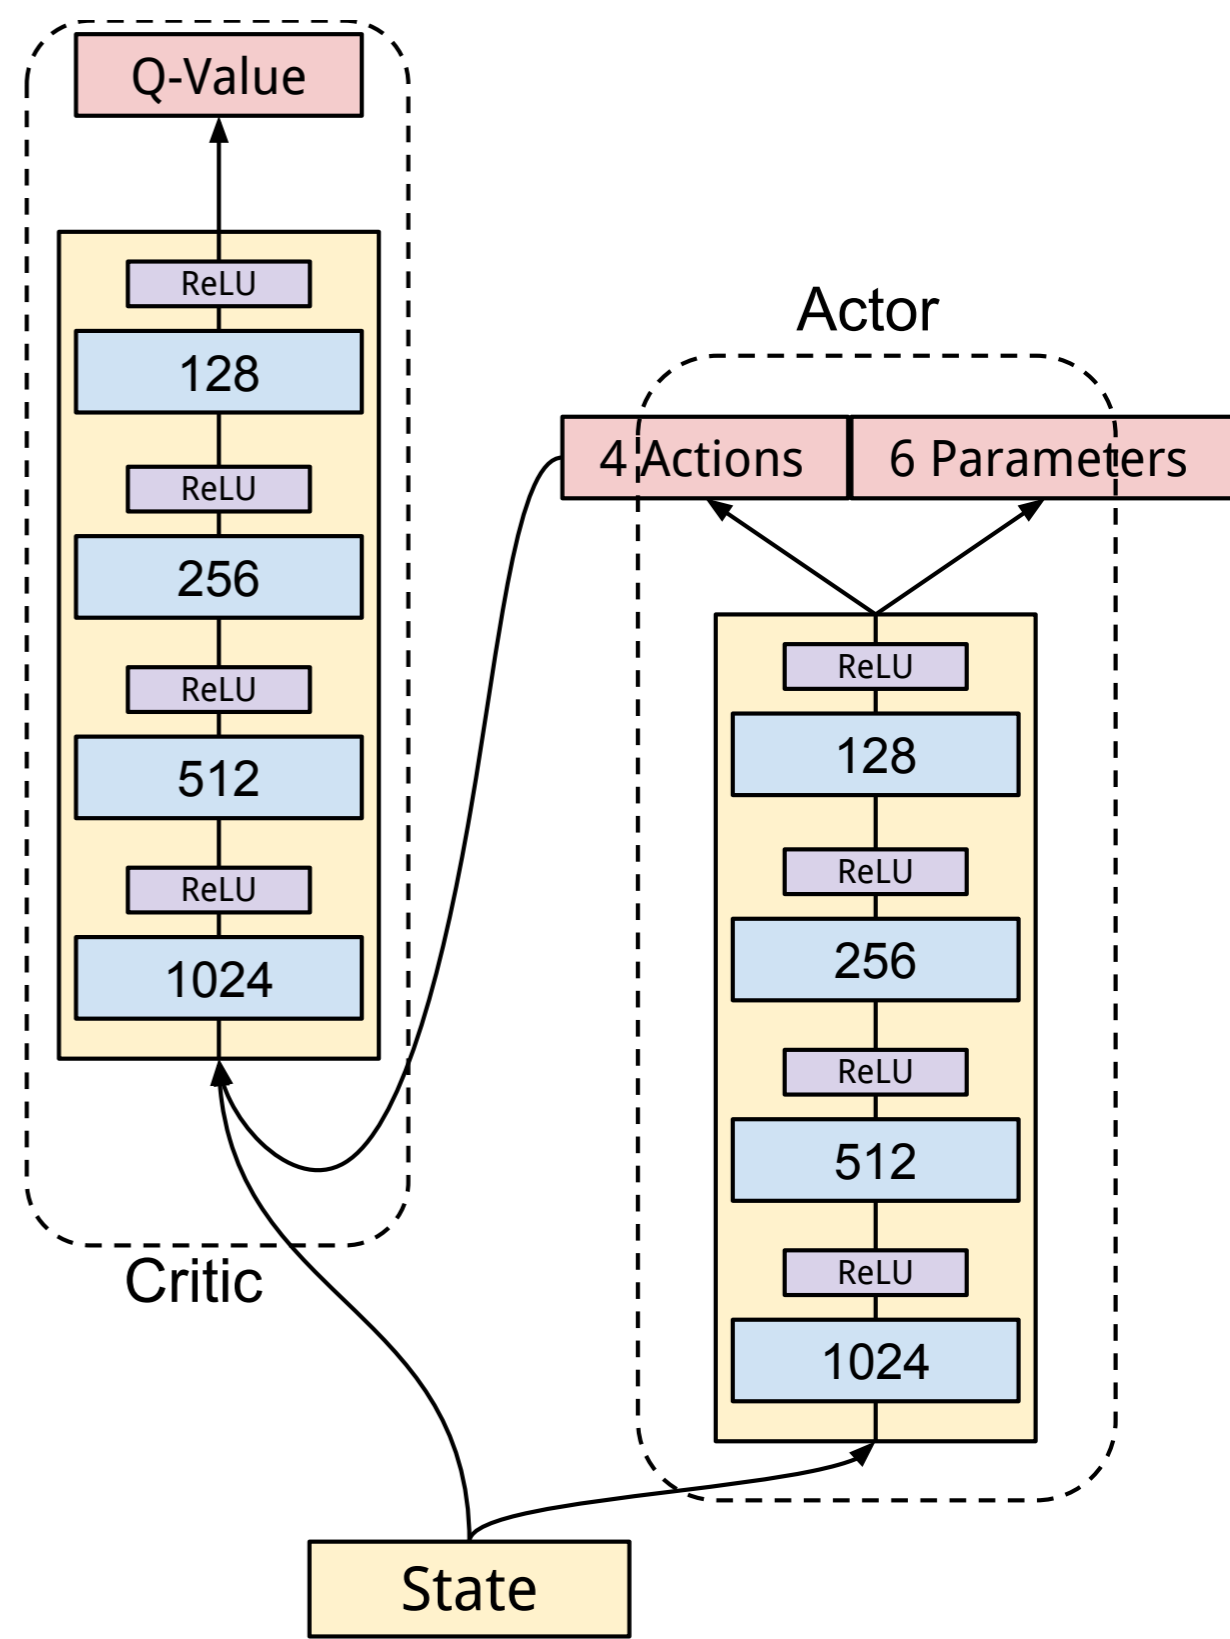 Q-Value
ReLU
128
ReLU
256
ReLU
512
ReLU
1024
Critic
Actor
4 Actions
6 Parameters
ReLU
128
ReLU
256
ReLU
512
ReLU
1024
State